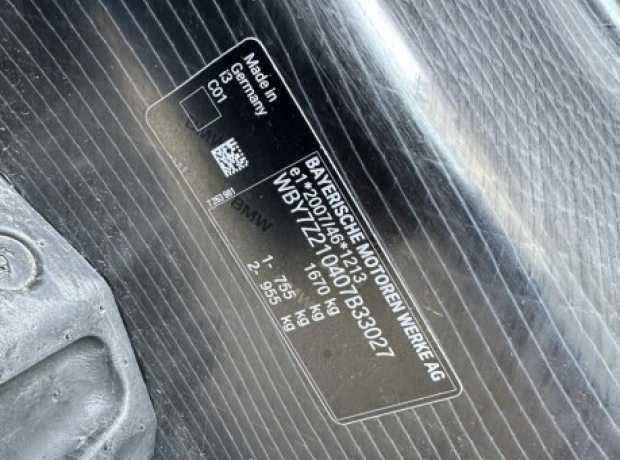 BAYERISCHE MOTOREN WERKE AG
e1*2007/46*1213
WBY7Z210407B33027
1670 kg
1- 755 kg
2- 955 kg
Made in
Germany
i3
C01
BMW